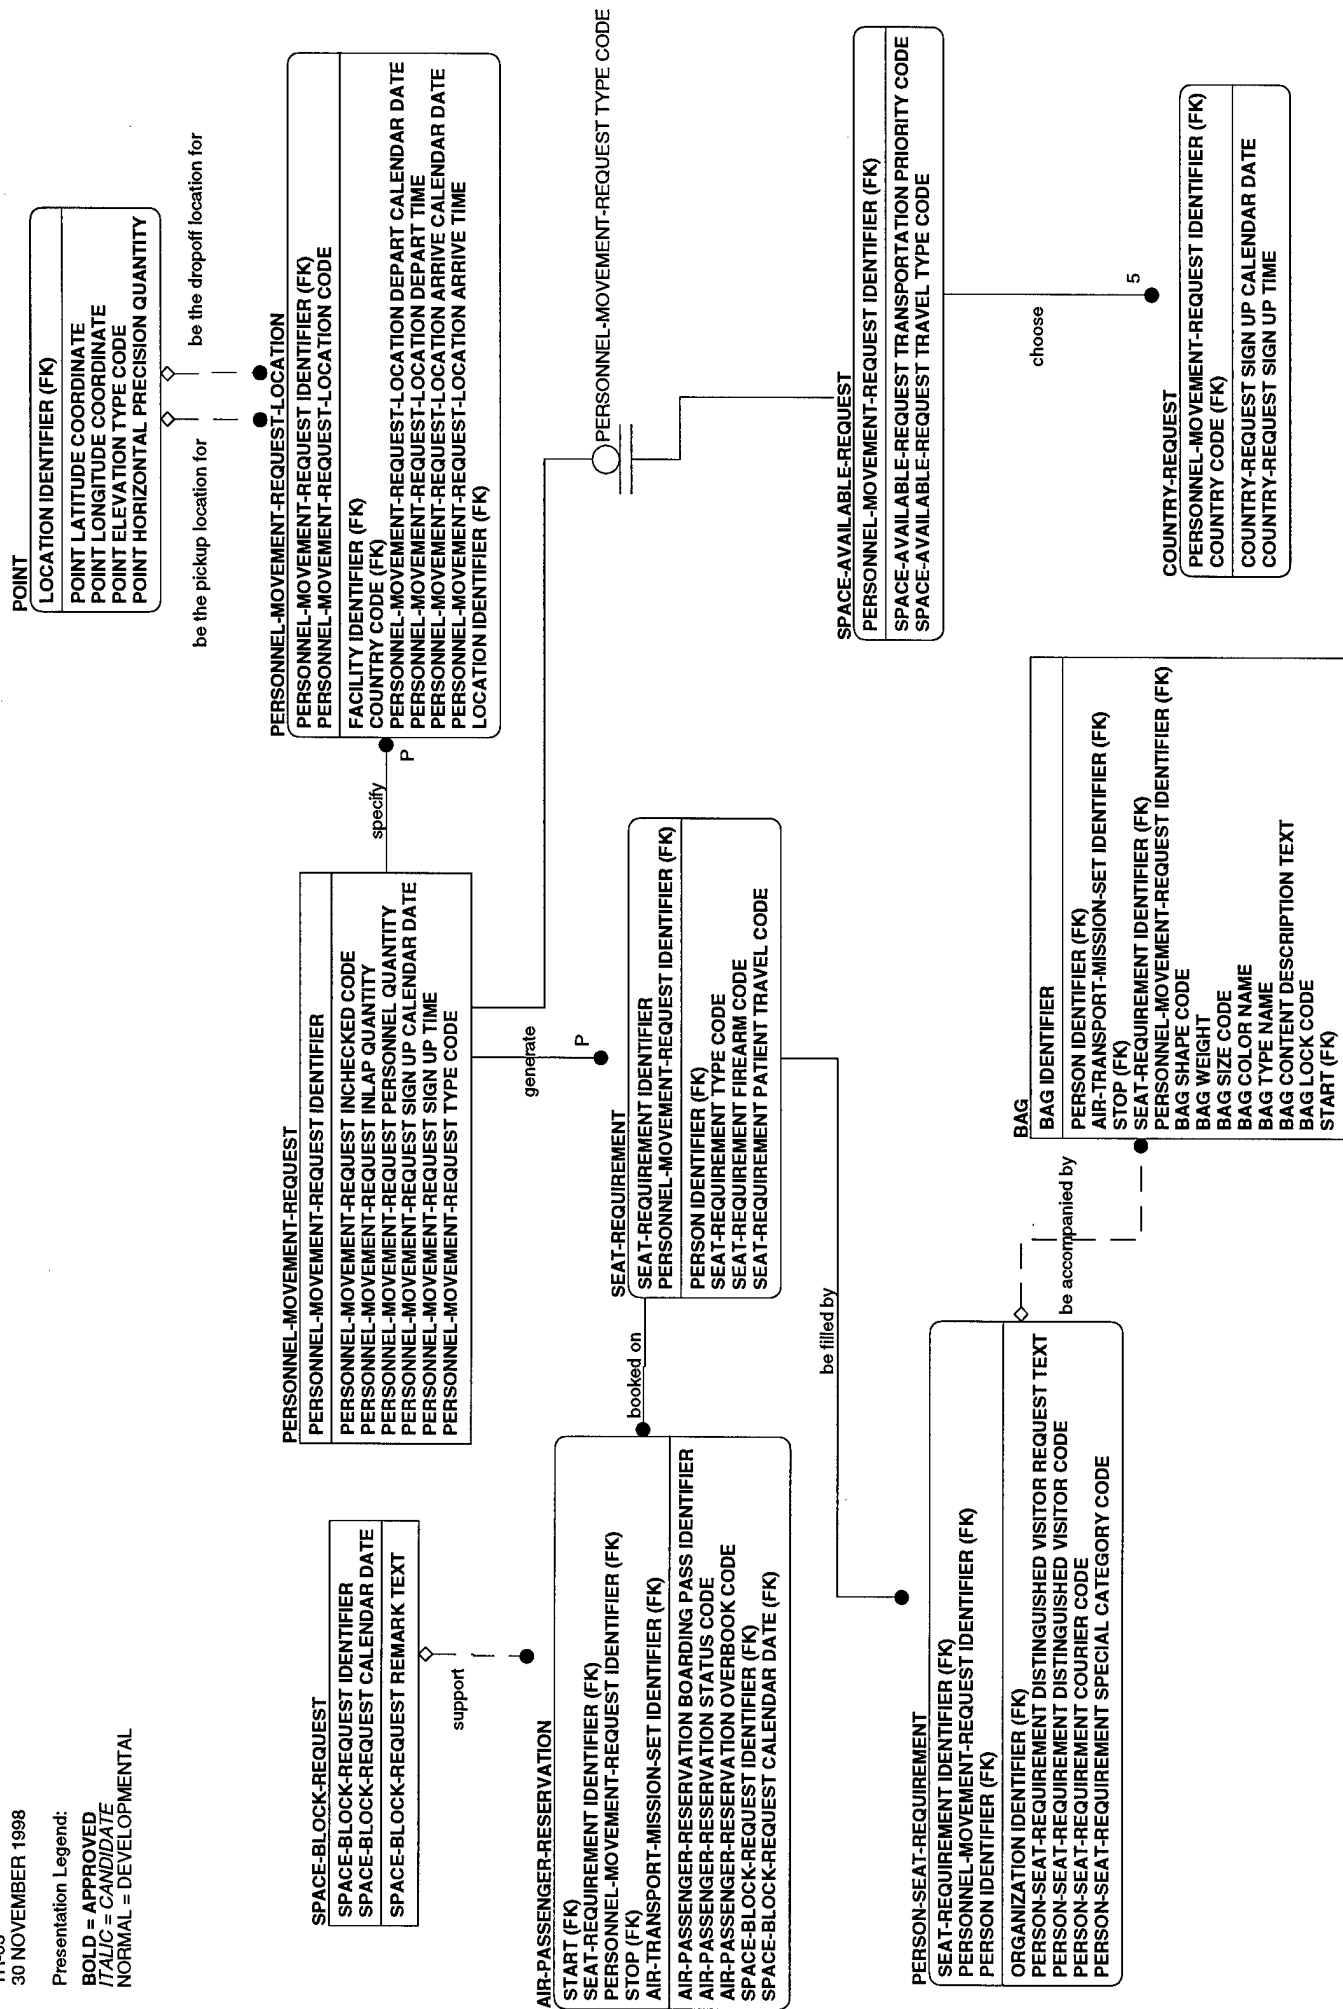 30 NOVEMBER 1998
Presentation Legend:
BOLD = APPROVED
ITALIC = CANDIDATE
NORMAL = DEVELOPMENTAL
POINT
LOCATION IDENTIFIER (FK)
POINT LATITUDE COORDINATE
POINT LONGITUDE COORDINATE
POINT ELEVATION TYPE CODE
POINT HORIZONTAL PRECISION QUANTITY
be the pickup location for
be the dropoff location for
SPACE-BLOCK-REQUEST
SPACE-BLOCK-REQUEST IDENTIFIER
SPACE-BLOCK-REQUEST CALENDAR DATE
SPACE-BLOCK-REQUEST REMARK TEXT
support
PERSONNEL-MOVEMENT-REQUEST
PERSONNEL-MOVEMENT-REQUEST IDENTIFIER
PERSONNEL-MOVEMENT-REQUEST INCHECKED CODE
PERSONNEL-MOVEMENT-REQUEST INLAP QUANTITY
PERSONNEL-MOVEMENT-REQUEST PERSONNEL QUANTITY
PERSONNEL-MOVEMENT-REQUEST SIGN UP CALENDAR DATE
PERSONNEL-MOVEMENT-REQUEST SIGN UP TIME
PERSONNEL-MOVEMENT-REQUEST TYPE CODE
specify
P
PERSONNEL-MOVEMENT-REQUEST-LOCATION
PERSONNEL-MOVEMENT-REQUEST IDENTIFIER (FK)
PERSONNEL-MOVEMENT-REQUEST-LOCATION CODE
FACILITY IDENTIFIER (FK)
COUNTRY CODE (FK)
PERSONNEL-MOVEMENT-REQUEST-LOCATION DEPART CALENDAR DATE
PERSONNEL-MOVEMENT-REQUEST-LOCATION DEPART TIME
PERSONNEL-MOVEMENT-REQUEST-LOCATION ARRIVE CALENDAR DATE
PERSONNEL-MOVEMENT-REQUEST-LOCATION ARRIVE TIME
LOCATION IDENTIFIER (FK)
generate
P
PERSONNEL-MOVEMENT-REQUEST TYPE CODE
AIR-PASSENGER-RESERVATION
START (FK)
SEAT-REQUIREMENT IDENTIFIER (FK)
PERSONNEL-MOVEMENT-REQUEST IDENTIFIER (FK)
STOP (FK)
AIR-TRANSPORT-MISSION-SET IDENTIFIER (FK)
AIR-PASSENGER-RESERVATION BOARDING PASS IDENTIFIER
AIR-PASSENGER-RESERVATION STATUS CODE
AIR-PASSENGER-RESERVATION OVERBOOK CODE
SPACE-BLOCK-REQUEST IDENTIFIER (FK)
SPACE-BLOCK-REQUEST CALENDAR DATE (FK)
booked on
SEAT-REQUIREMENT
SEAT-REQUIREMENT IDENTIFIER
PERSONNEL-MOVEMENT-REQUEST IDENTIFIER (FK)
PERSON IDENTIFIER (FK)
SEAT-REQUIREMENT TYPE CODE
SEAT-REQUIREMENT FIREARM CODE
SEAT-REQUIREMENT PATIENT TRAVEL CODE
be filled by
SPACE-AVAILABLE-REQUEST
PERSONNEL-MOVEMENT-REQUEST IDENTIFIER (FK)
SPACE-AVAILABLE-REQUEST TRANSPORTATION PRIORITY CODE
SPACE-AVAILABLE-REQUEST TRAVEL TYPE CODE
choose
5
PERSON-SEAT-REQUIREMENT
SEAT-REQUIREMENT IDENTIFIER (FK)
PERSONNEL-MOVEMENT-REQUEST IDENTIFIER (FK)
PERSON IDENTIFIER (FK)
ORGANIZATION IDENTIFIER (FK)
PERSON-SEAT-REQUIREMENT DISTINGUISHED VISITOR REQUEST TEXT
PERSON-SEAT-REQUIREMENT DISTINGUISHED VISITOR CODE
PERSON-SEAT-REQUIREMENT COURIER CODE
PERSON-SEAT-REQUIREMENT SPECIAL CATEGORY CODE
be accompanied by
BAG
BAG IDENTIFIER
PERSON IDENTIFIER (FK)
AIR-TRANSPORT-MISSION-SET IDENTIFIER (FK)
STOP (FK)
SEAT-REQUIREMENT IDENTIFIER (FK)
PERSONNEL-MOVEMENT-REQUEST IDENTIFIER (FK)
BAG SHAPE CODE
BAG WEIGHT
BAG SIZE CODE
BAG COLOR NAME
BAG TYPE NAME
BAG CONTENT DESCRIPTION TEXT
BAG LOCK CODE
START (FK)
COUNTRY-REQUEST
PERSONNEL-MOVEMENT-REQUEST IDENTIFIER (FK)
COUNTRY CODE (FK)
COUNTRY-REQUEST SIGN UP CALENDAR DATE
COUNTRY-REQUEST SIGN UP TIME